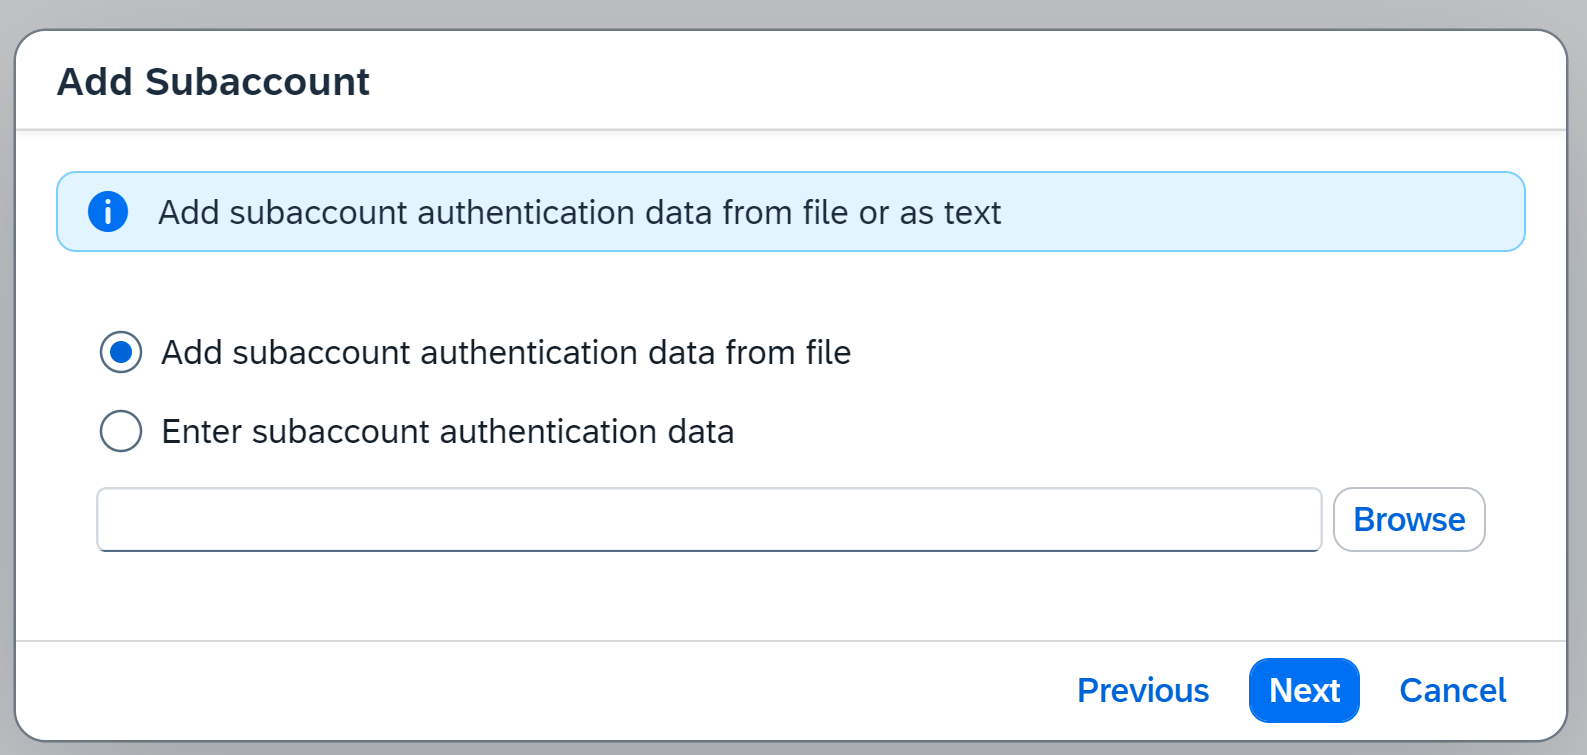 Add Subaccount
Add subaccount authentication data from file or as text
Add subaccount authentication data from file
Enter subaccount authentication data
Browse
Previous Next Cancel